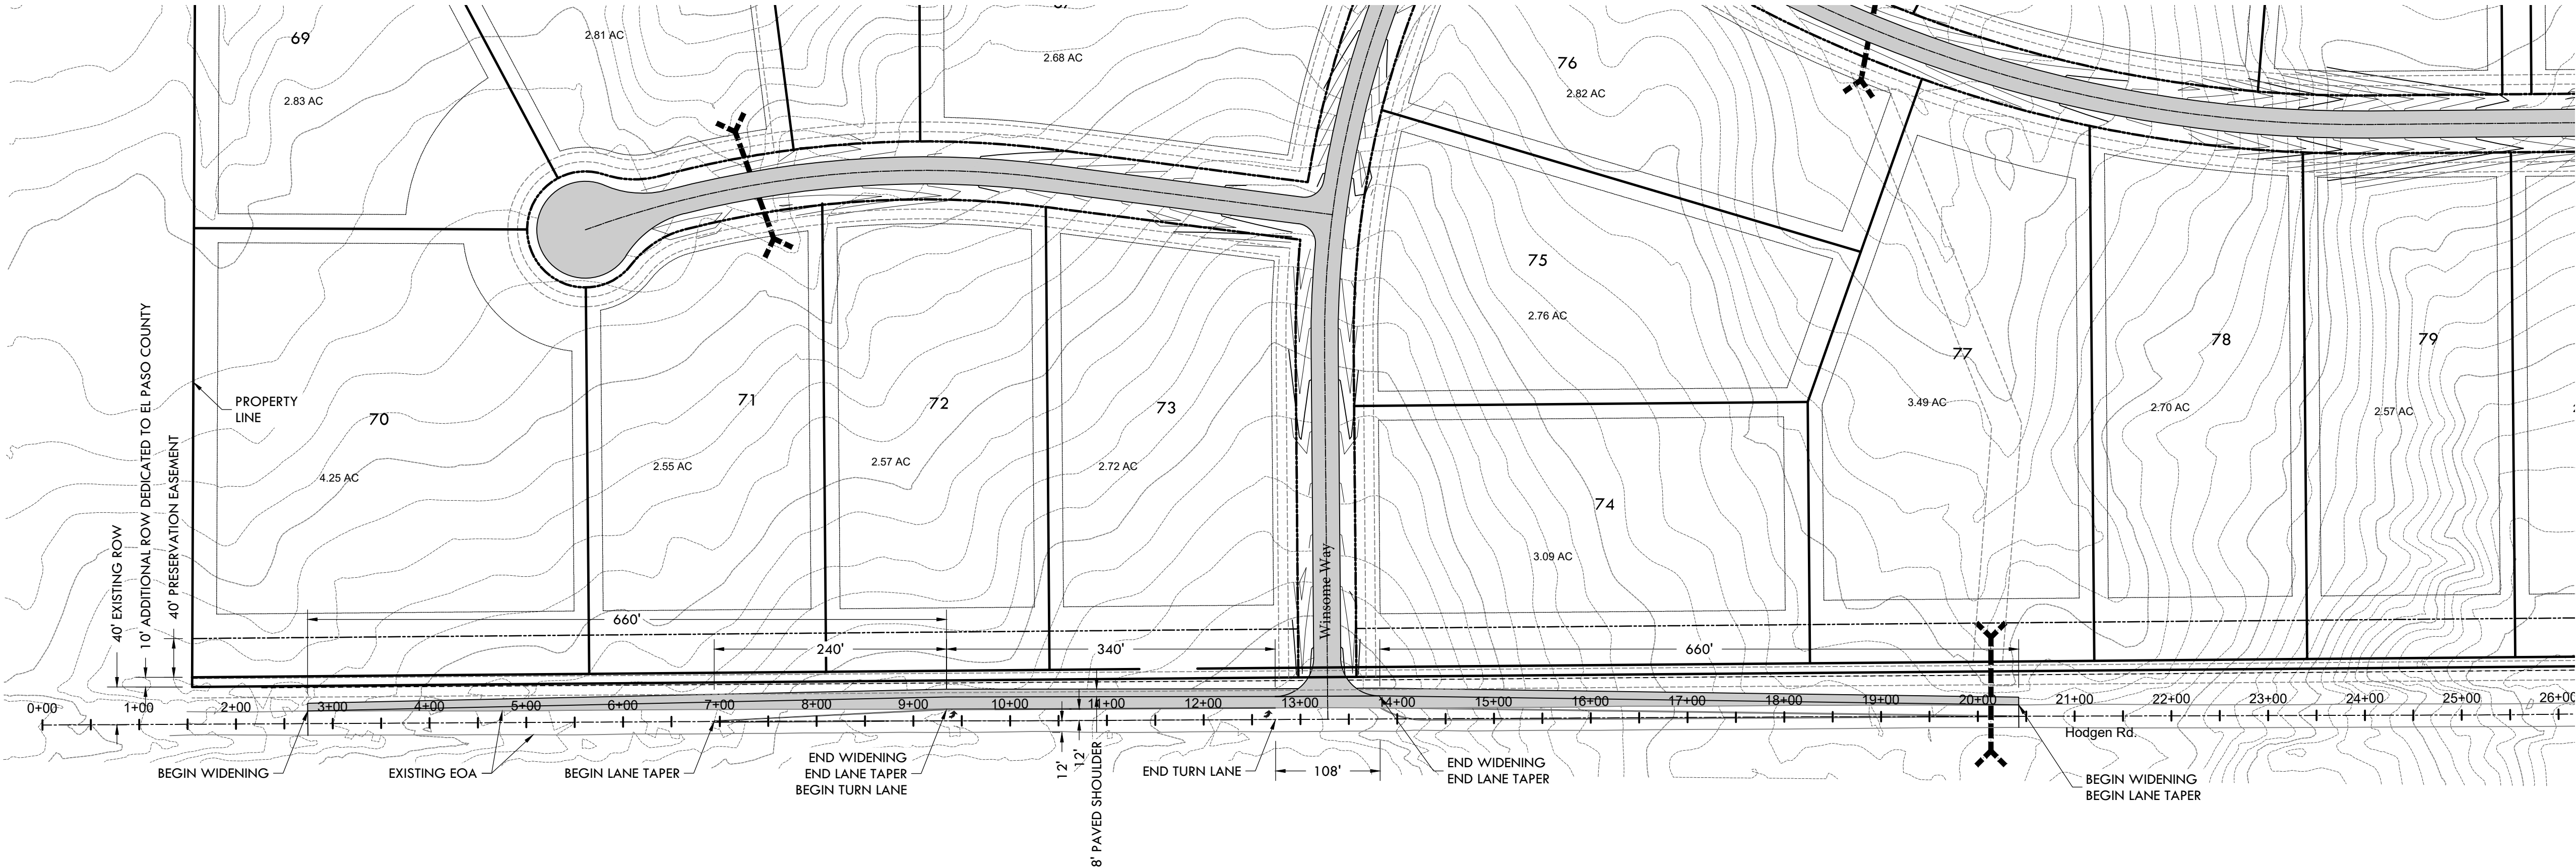 69
2.83 AC
2.81 AC
2.68 AC
76
2.82 AC
75
2.76 AC
77
3.49 AC
78
2.70 AC
79
2.57 AC
PROPERTY
LINE
70
4.25 AC
71
2.55 AC
72
2.57 AC
73
2.72 AC
74
3.09 AC
Winsome Way
40' EXISTING ROW
10' ADDITIONAL ROW DEDICATED TO EL PASO COUNTY
40' PRESERVATION EASEMENT
660'
240'
340'
660'
0+00 1+00 2+00 3+00 4+00 5+00 6+00 7+00 8+00 9+00 10+00 11+00 12+00 13+00 14+00 15+00 16+00 17+00 18+00 19+00 20+00 21+00 22+00 23+00 24+00 25+00 26+00
Hodgen Rd.
BEGIN WIDENING
EXISTING EOA
BEGIN LANE TAPER
END WIDENING
END LANE TAPER
BEGIN TURN LANE
12'
12'
8' PAVED SHOULDER
END TURN LANE
108'
END WIDENING
END LANE TAPER
BEGIN WIDENING
BEGIN LANE TAPER